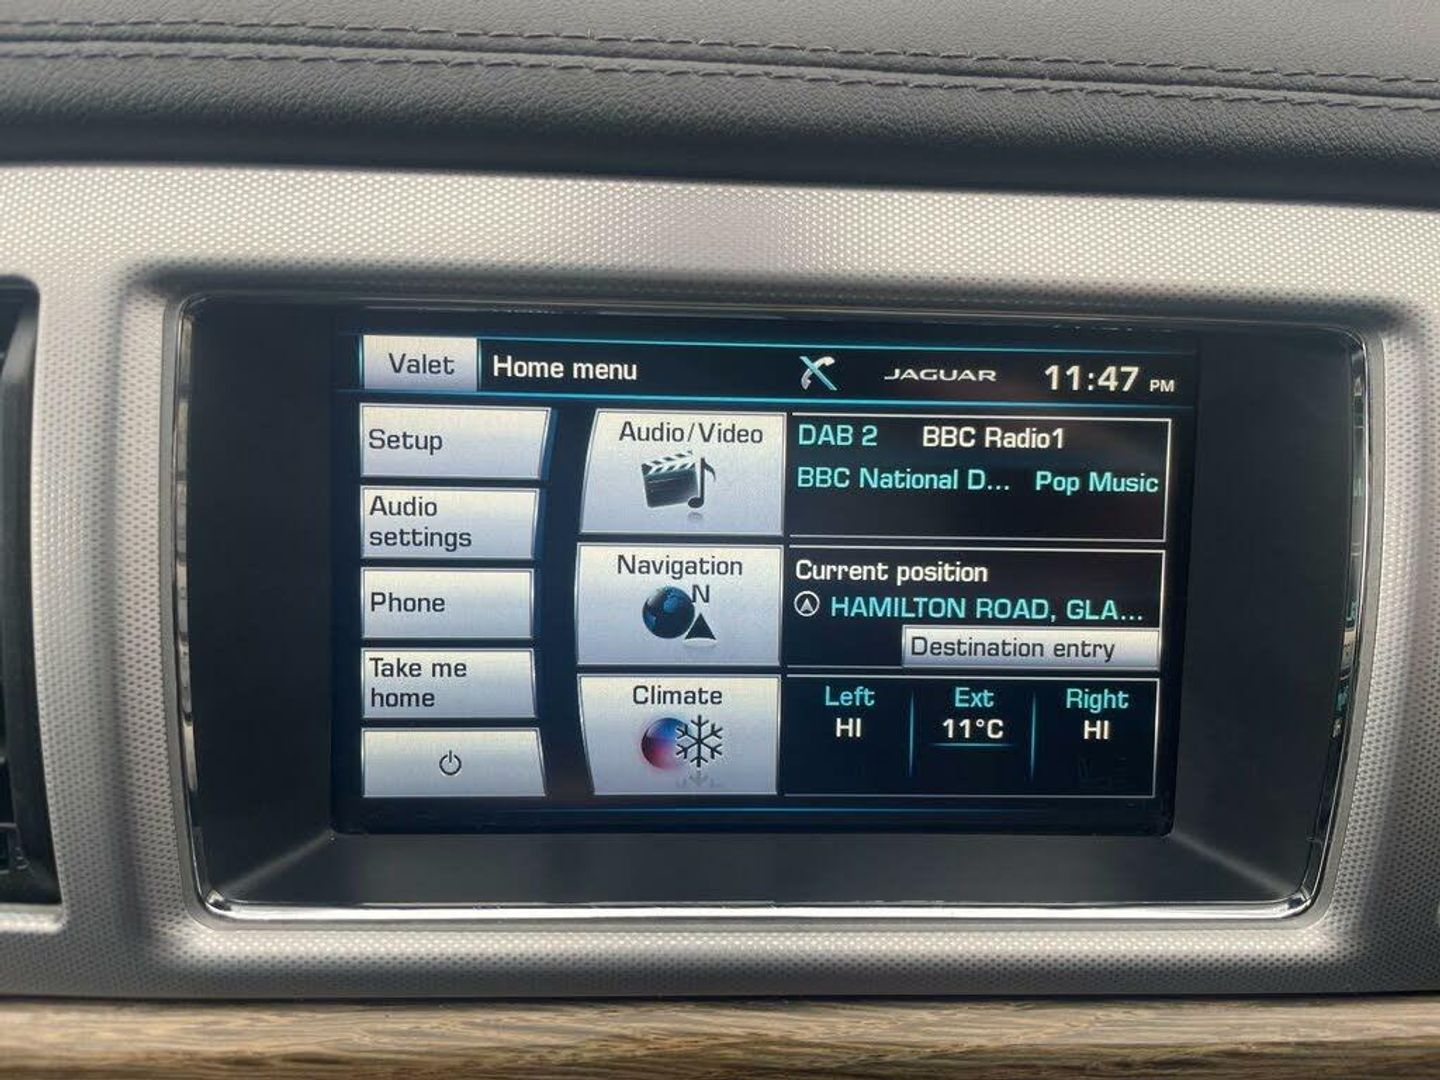 Valet
Home menu
JAGUAR
11:47 PM
Setup
Audio
settings
Phone
Take me
home
Audio/Video
DAB 2 BBC Radio1
BBC National D... Pop Music
Navigation
N
Current position
HAMILTON ROAD, GLA...
Destination entry
Climate
Left Ext Right
HI 11°C HI